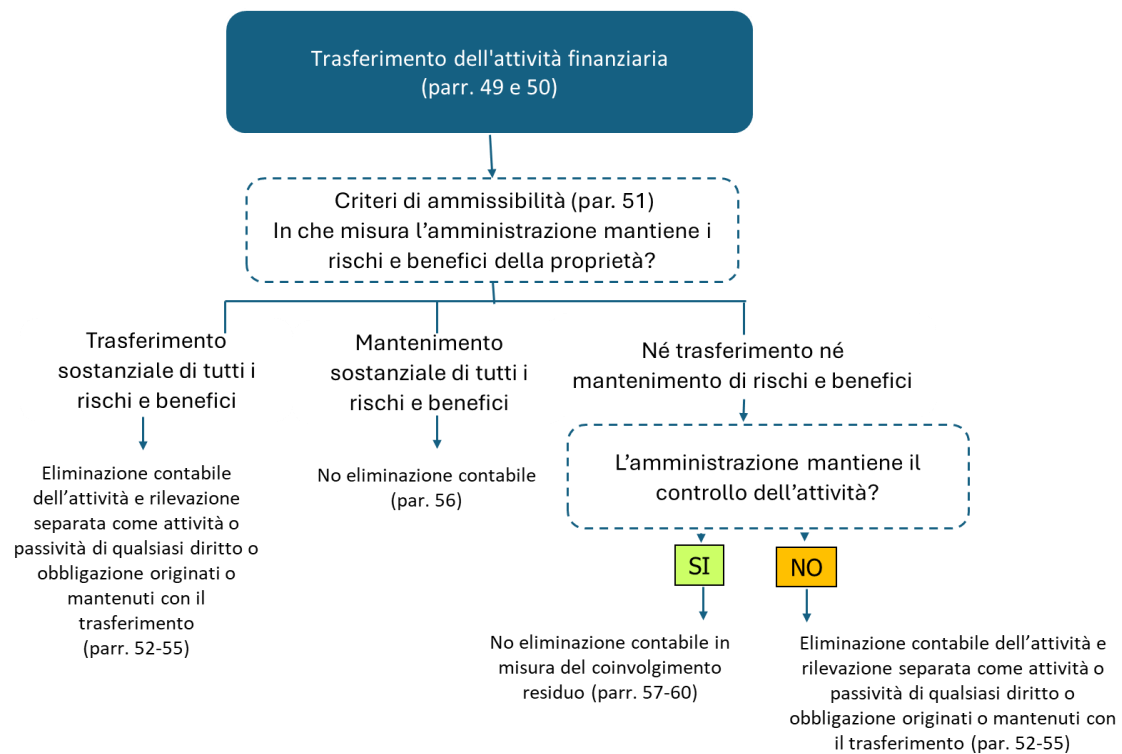 Trasferimento dell'attività finanziaria
(parr. 49 e 50)
Criteri di ammissibilità (par. 51)
In che misura l’amministrazione mantiene i
rischi e benefici della proprietà?
Trasferimento
sostanziale di tutti i
rischi e benefici
Mantenimento
sostanziale di tutti i
rischi e benefici
Né trasferimento né
mantenimento di rischi e benefici
Eliminazione contabile
dell’attività e rilevazione
separata come attività o
passività di qualsiasi diritto o
obbligazione originati o
mantenuti con il
trasferimento
(parr. 52-55)
No eliminazione contabile
(par. 56)
L’amministrazione mantiene il
controllo dell’attività?
SI
NO
No eliminazione contabile in
misura del coinvolgimento
residuo (parr. 57-60)
Eliminazione contabile dell’attività e
rilevazione separata come attività o
passività di qualsiasi diritto o
obbligazione originati o mantenuti con
il trasferimento (par. 52-55)